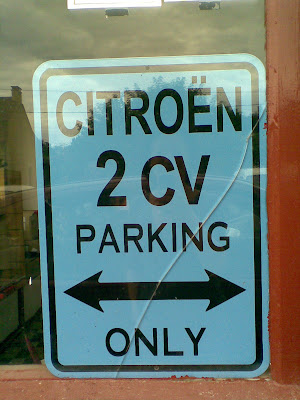 CITROËN
2 CV
PARKING
ONLY